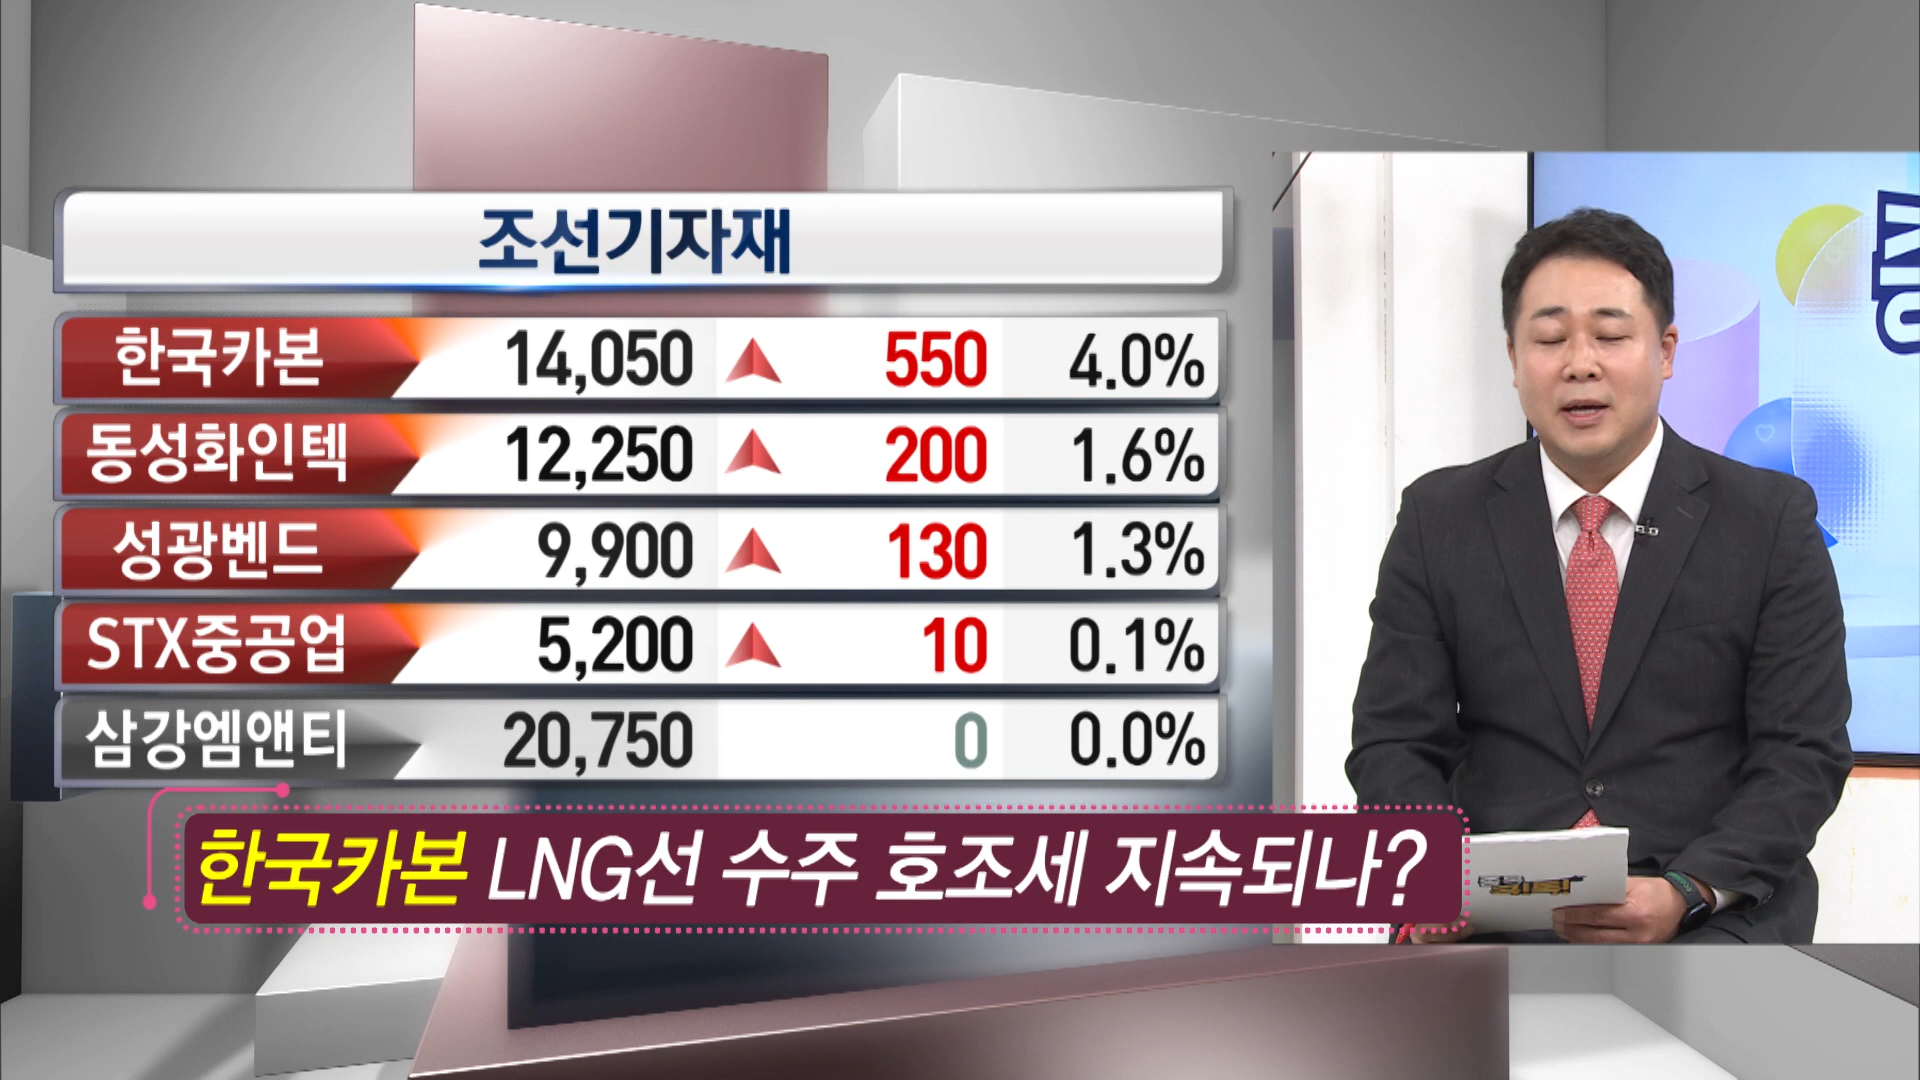 조선기자재
한국카본 14,050 ▲ 550 4.0%
동성화인텍 12,250 ▲ 200 1.6%
성광벤드 9,900 ▲ 130 1.3%
STX중공업 5,200 ▲ 10 0.1%
삼강엠앤티 20,750 0 0.0%
한국카본 LNG선 수주 호조세 지속되나?